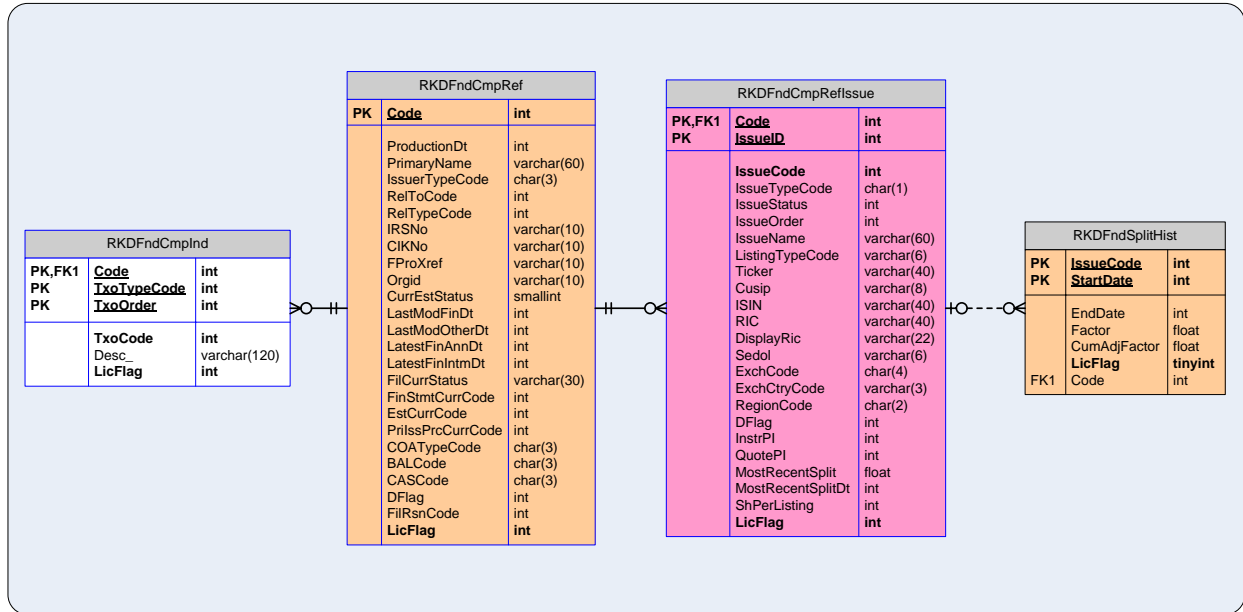 RKDFndCmpInd
PK,FK1 Code int
PK TxoTypeCode int
PK TxoOrder int
TxoCode int
Desc_ varchar(120)
LicFlag int
RKDFndCmpRef
PK Code int
ProductionDt int
PrimaryName varchar(60)
IssuerTypeCode char(3)
RelToCode int
RelTypeCode int
IRSNo varchar(10)
CIKNo varchar(10)
FProXref varchar(10)
Orgid varchar(10)
CurrEstStatus smallint
LastModFinDt int
LastModOtherDt int
LatestFinAnnDt int
LatestFinIntmDt int
FilCurrStatus varchar(30)
FinStmtCurrCode int
EstCurrCode int
PriIssPrcCurrCode int
COATypeCode char(3)
BALCode char(3)
CASCode char(3)
DFlag int
FilRsnCode int
LicFlag int
RKDFndCmpRefIssue
PK,FK1 Code int
PK IssueID int
IssueCode int
IssueTypeCode char(1)
IssueStatus int
IssueOrder int
IssueName varchar(60)
ListingTypeCode varchar(6)
Ticker varchar(40)
Cusip varchar(8)
ISIN varchar(40)
RIC varchar(40)
DisplayRic varchar(22)
Sedol varchar(6)
ExchCode char(4)
ExchCtryCode varchar(3)
RegionCode char(2)
DFlag int
InstrPI int
QuotePI int
MostRecentSplit float
MostRecentSplitDt int
ShPerListing int
LicFlag int
RKDFndSplitHist
PK IssueCode int
PK StartDate int
EndDate int
Factor float
CumAdjFactor float
LicFlag tinyint
FK1 Code int